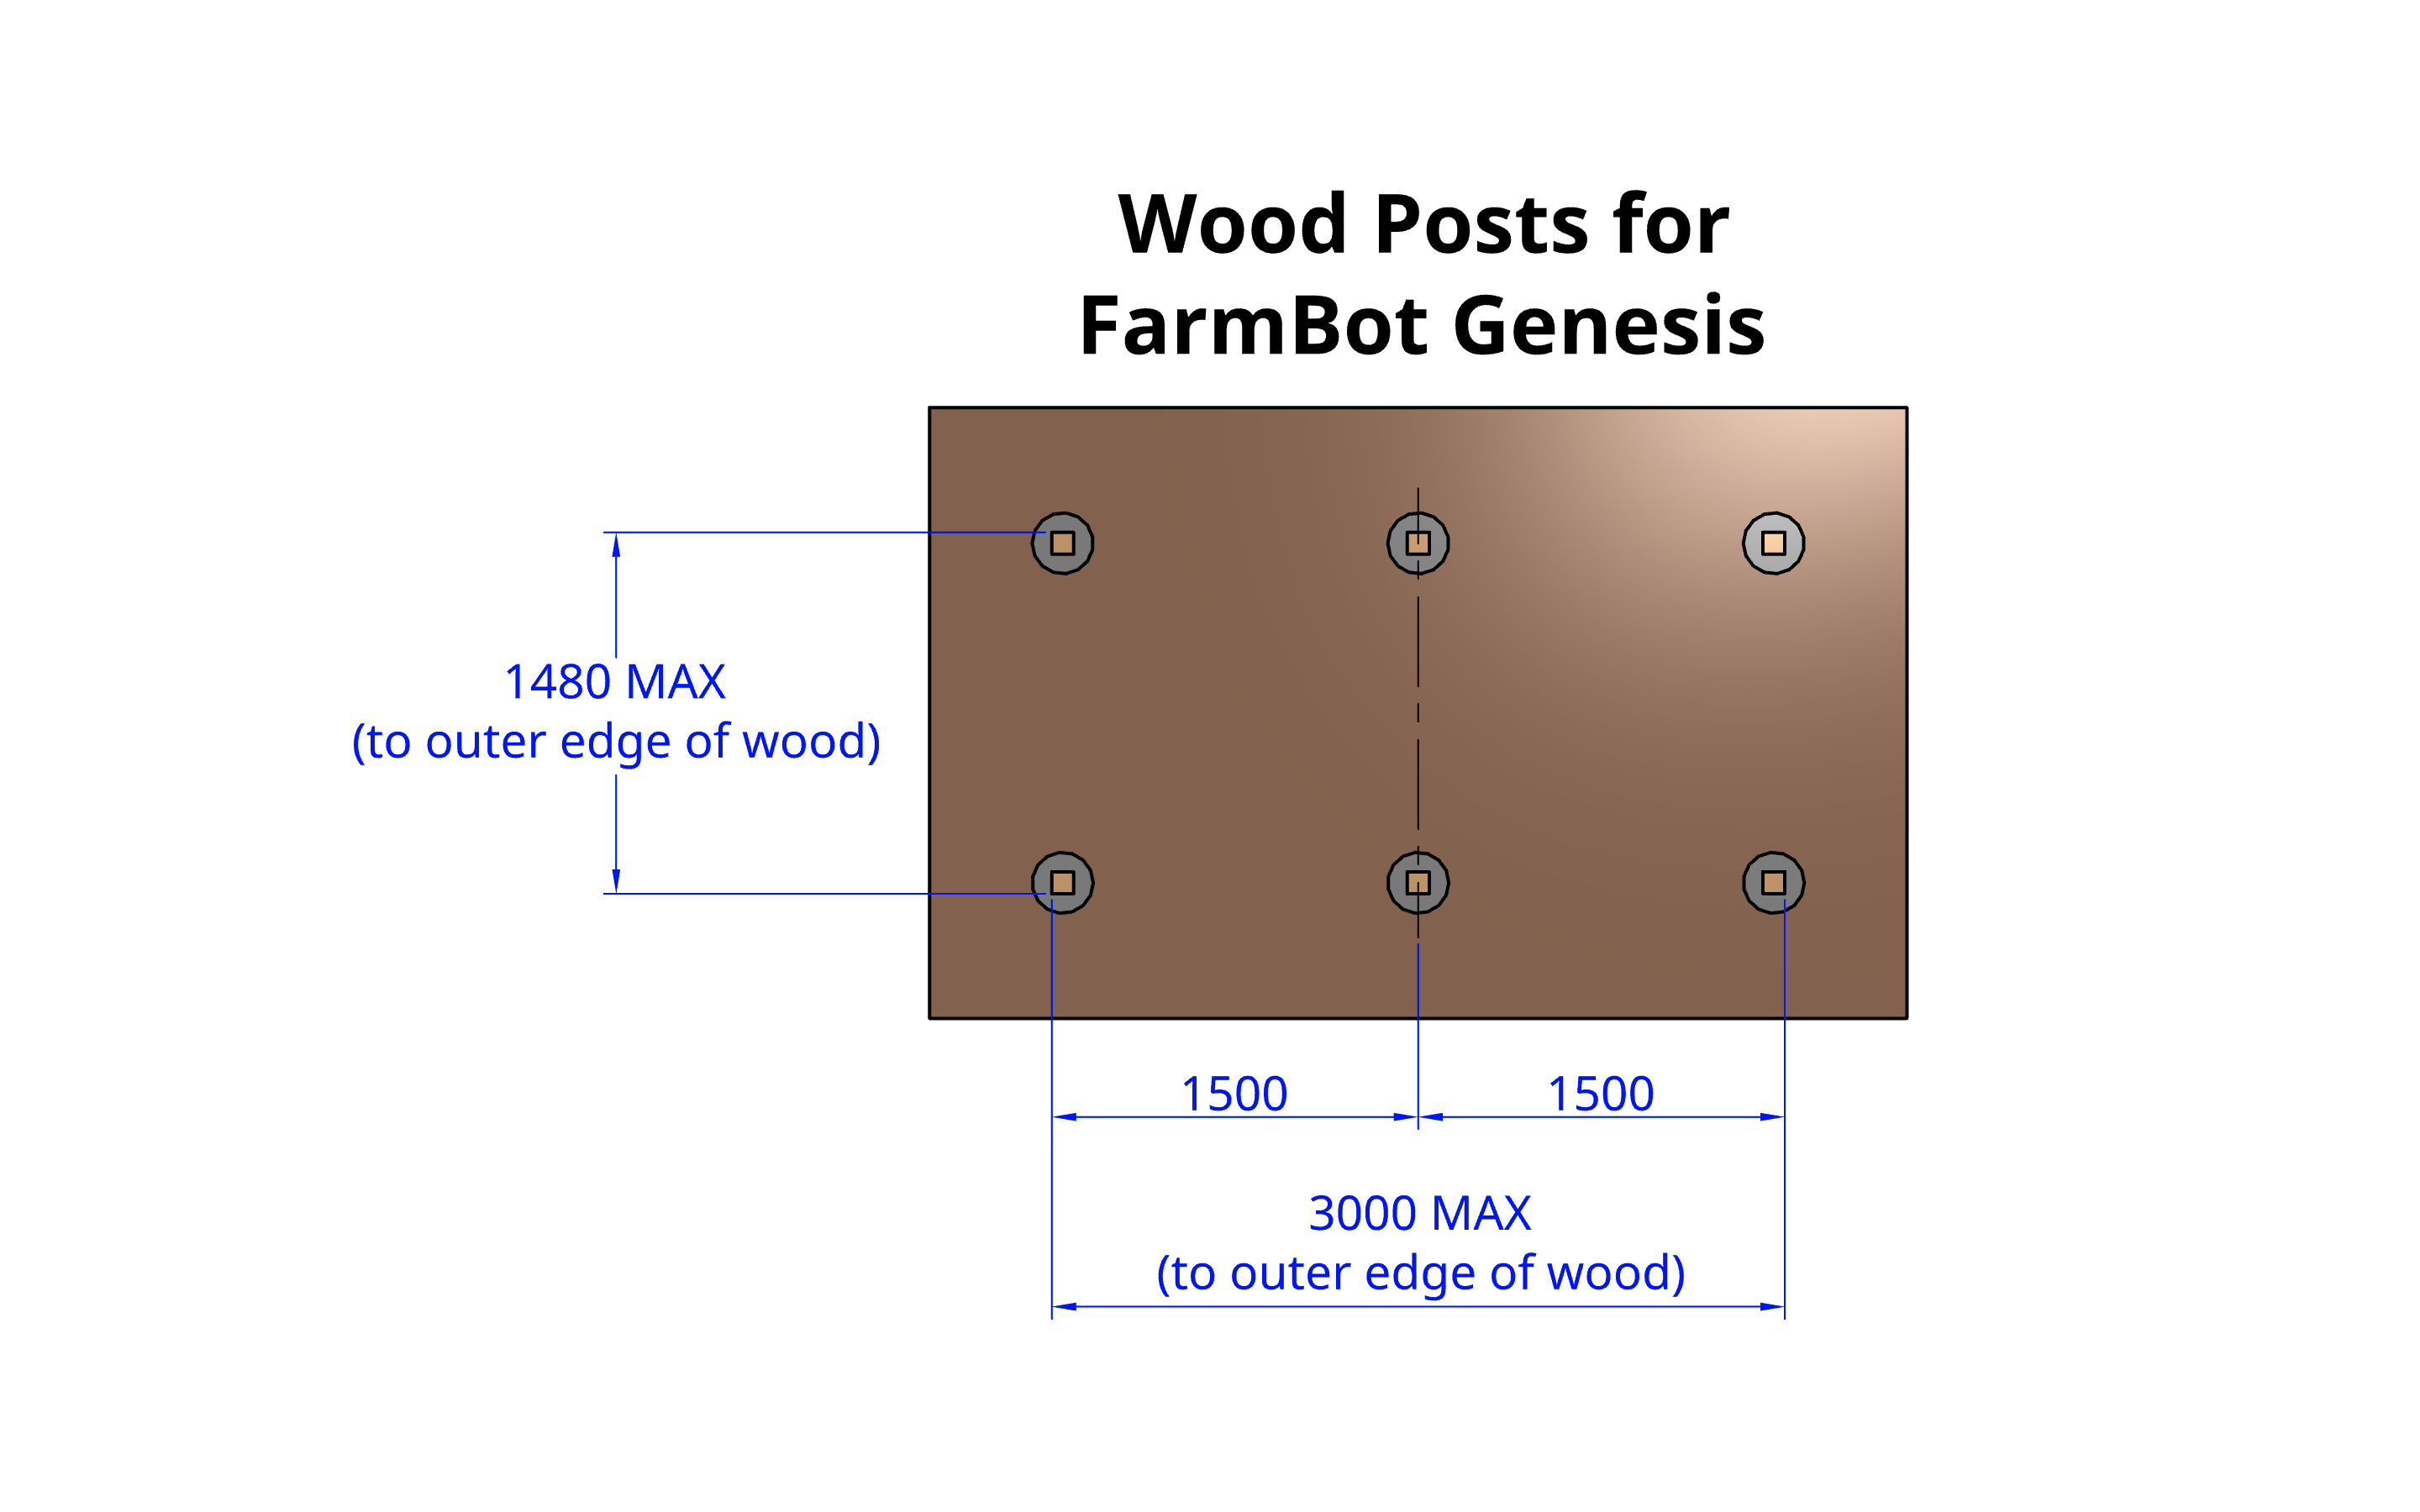 Wood Posts for
FarmBot Genesis
1480 MAX
(to outer edge of wood)
1500
1500
3000 MAX
(to outer edge of wood)